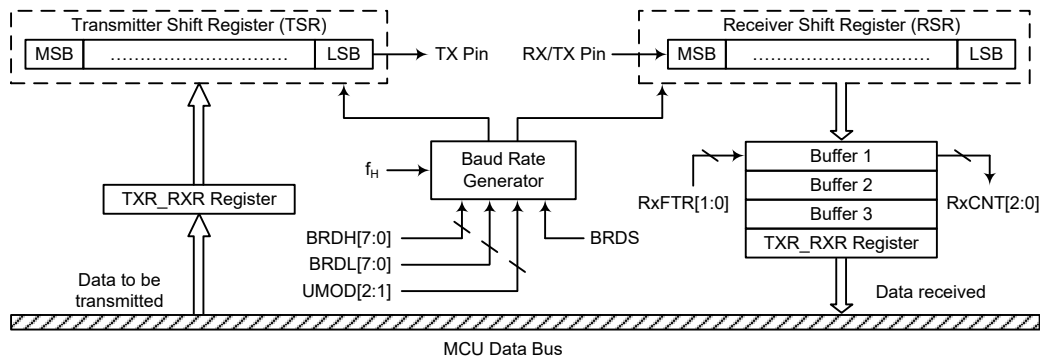 Transmitter Shift Register (TSR)
MSB ............................... LSB
TX Pin
RX/TX Pin
Receiver Shift Register (RSR)
MSB ............................... LSB
fH
Baud Rate
Generator
Buffer 1
Buffer 2
Buffer 3
TXR_RXR Register
RxFTR[1:0]
RxCNT[2:0]
TXR_RXR Register
BRDH[7:0]
BRDL[7:0]
UMOD[2:1]
BRDS
Data to be
transmitted
Data received
MCU Data Bus